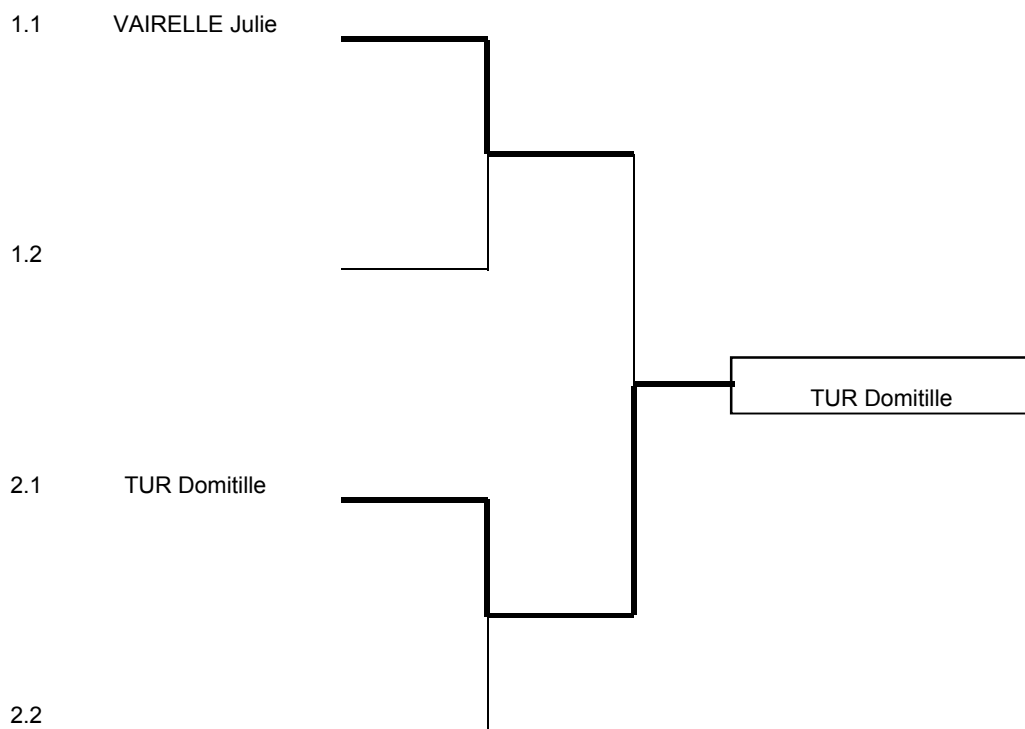 1.1 VAIRELLE Julie
1.2
TUR Domitille
2.1 TUR Domitille
2.2